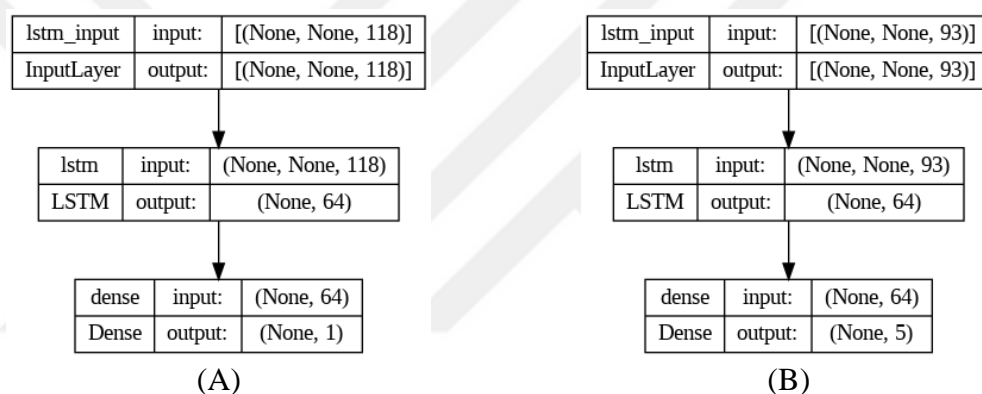 lstm_input input: [(None, None, 118)]
InputLayer output: [(None, None, 118)]
lstm input: (None, None, 118)
LSTM output: (None, 64)
dense input: (None, 64)
Dense output: (None, 1)
(A)
lstm_input input: [(None, None, 93)]
InputLayer output: [(None, None, 93)]
lstm input: (None, None, 93)
LSTM output: (None, 64)
dense input: (None, 64)
Dense output: (None, 5)
(B)